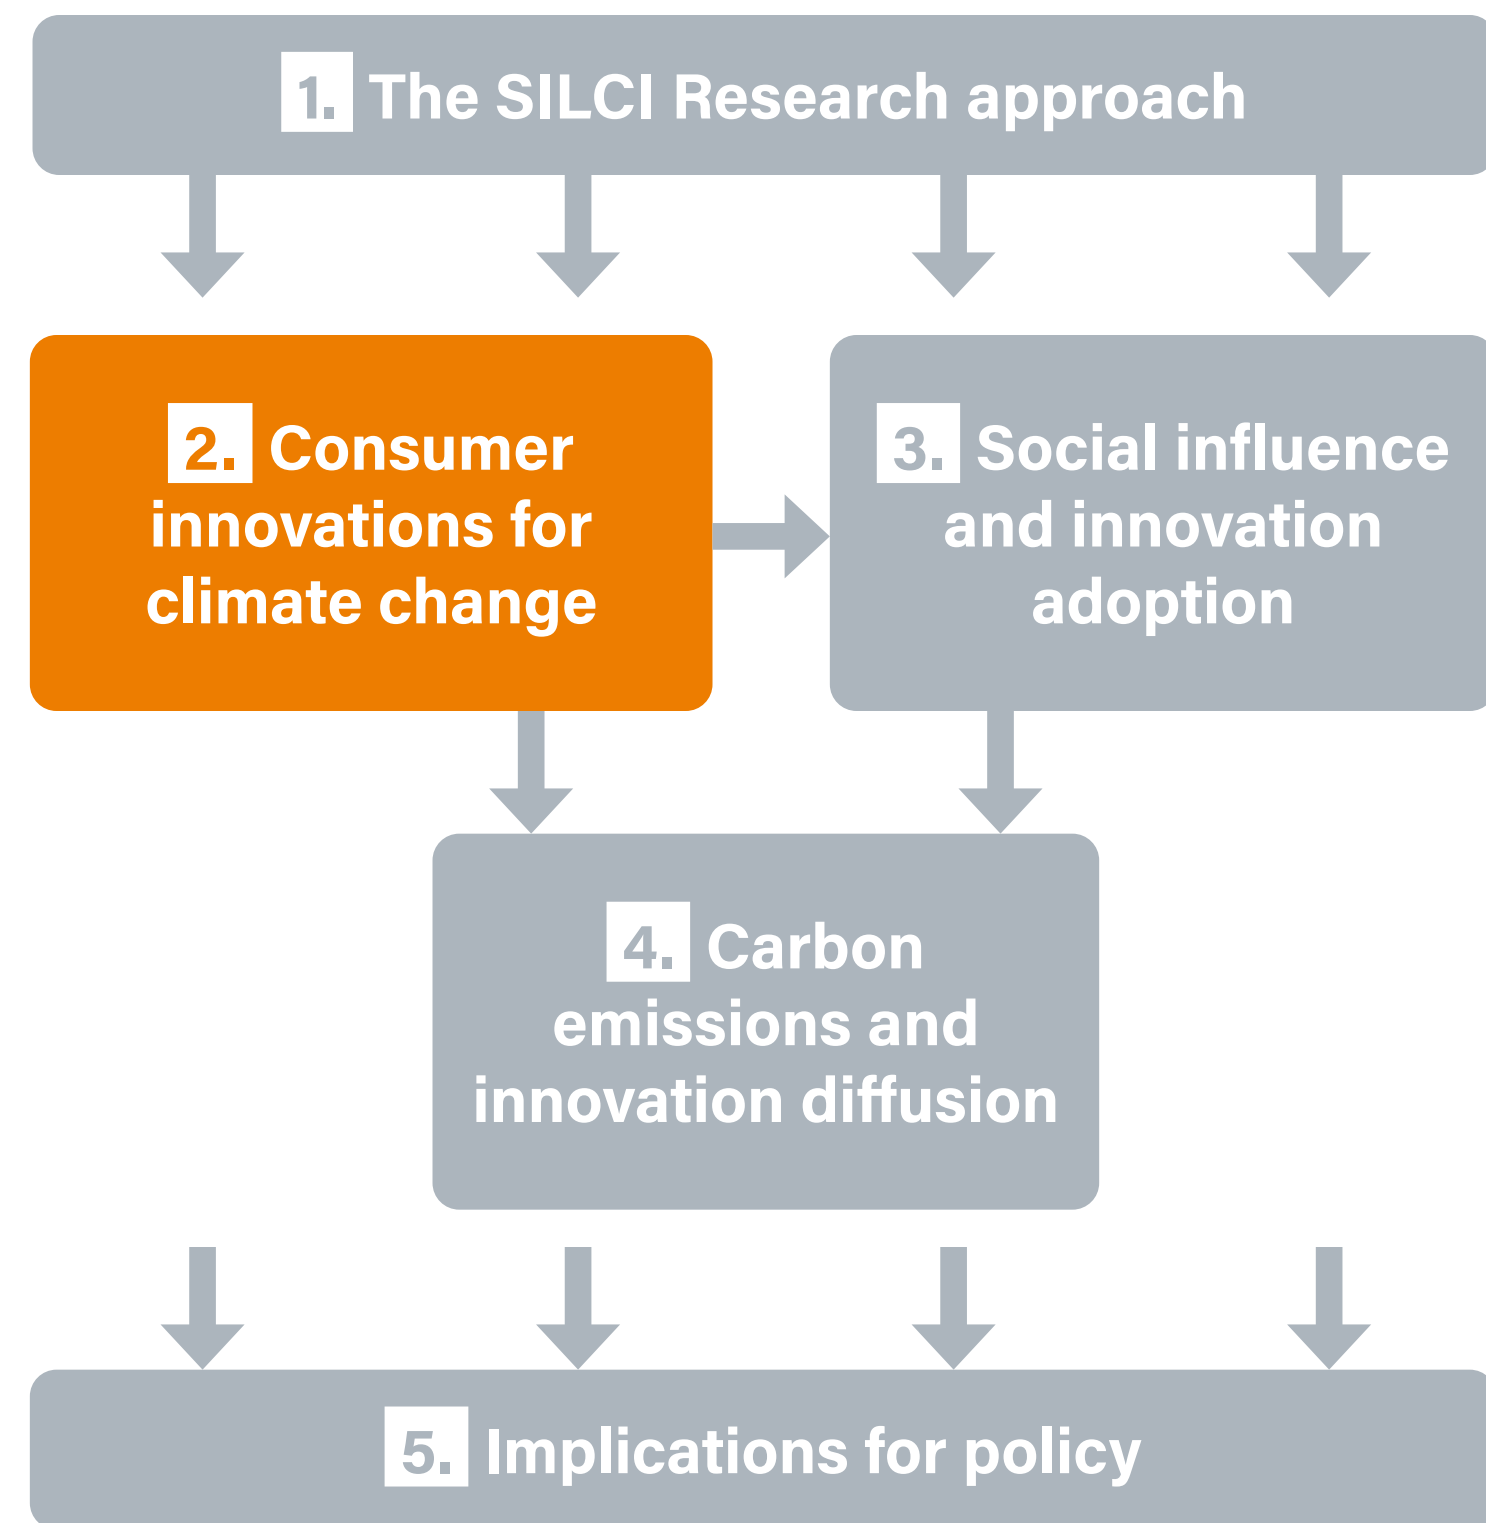 1. The SILCI Research approach
2. Consumer
innovations for
climate change
3. Social influence
and innovation
adoption
4. Carbon
emissions and
innovation diffusion
5. Implications for policy